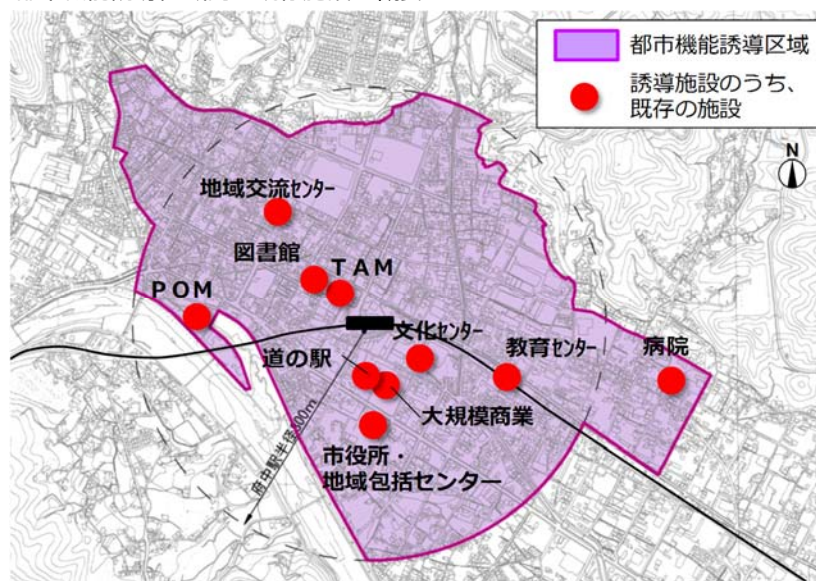 都市機能誘導区域
誘導施設のうち、
既存の施設
N
地域交流センター
図書館
TAM
POM
文化センター
教育センター
病院
道の駅
大規模商業
市役所・
地域包括センター